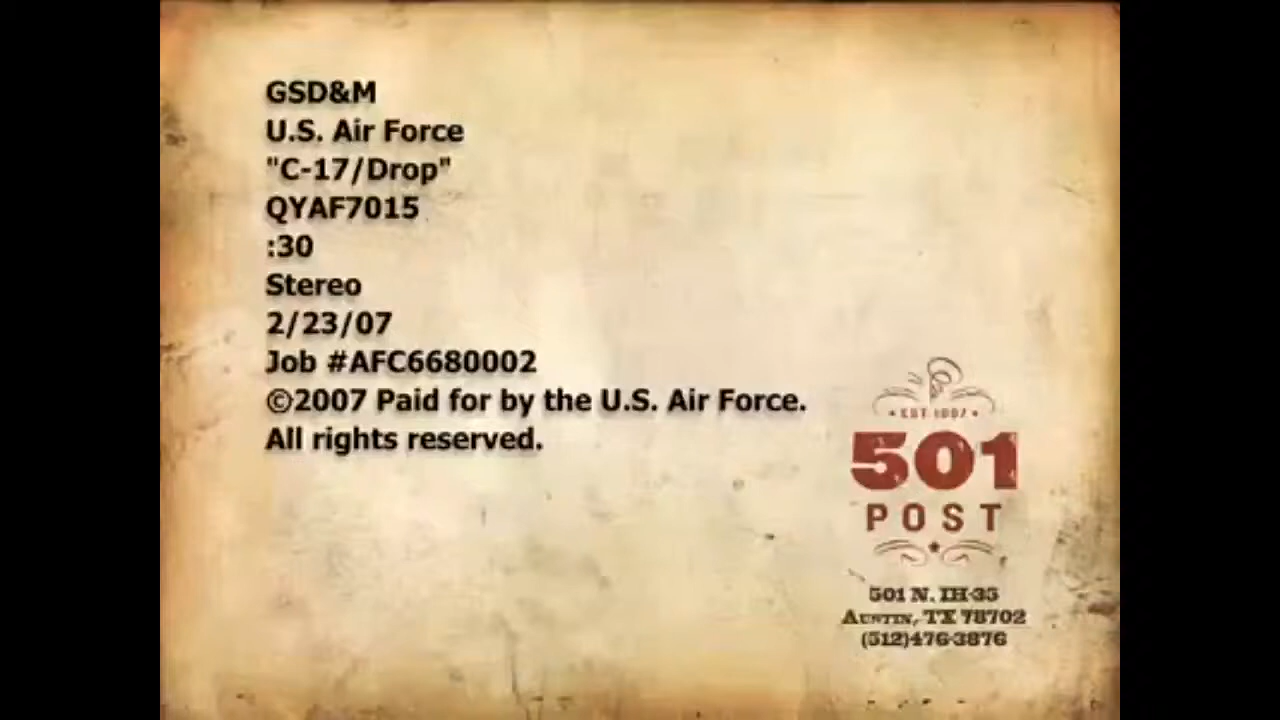 GSD&M
U.S. Air Force
"C-17/Drop"
QYAF7015
:30
Stereo
2/23/07
Job #AFC6680002
©2007 Paid for by the U.S. Air Force.
All rights reserved.
• EST 1997 •
501
POST
501 N. IH-35
Austin, TX 78702
(512)476-3876